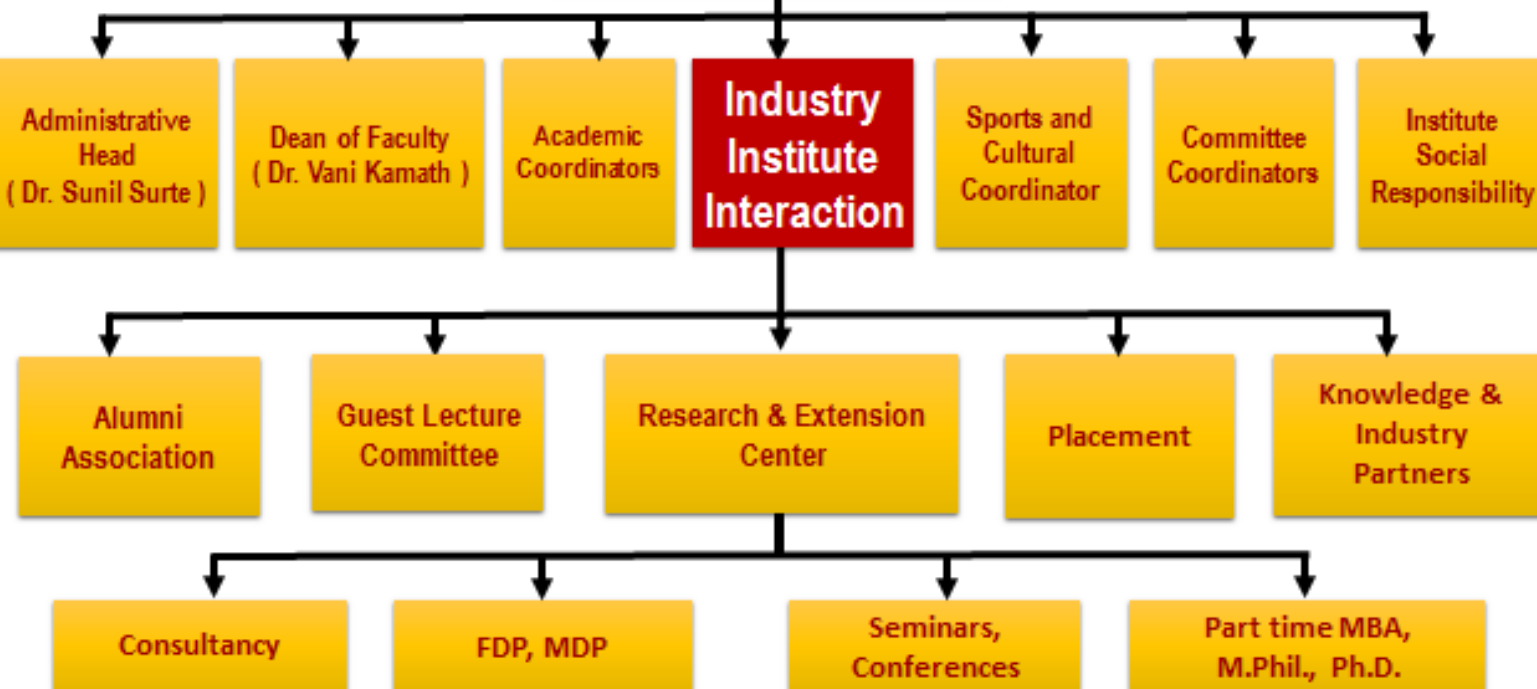 Administrative
Head
( Dr. Sunil Surte )
Dean of Faculty
( Dr. Vani Kamath )
Academic
Coordinators
Industry
Institute
Interaction
Sports and
Cultural
Coordinator
Committee
Coordinators
Institute
Social
Responsibility
Alumni
Association
Guest Lecture
Committee
Research & Extension
Center
Placement
Knowledge &
Industry
Partners
Consultancy
FDP, MDP
Seminars,
Conferences
Part time MBA,
M.Phil., Ph.D.